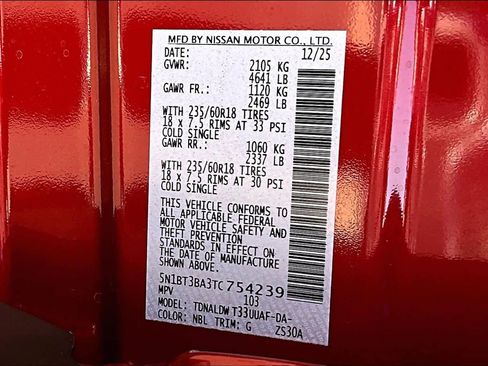 MFD BY NISSAN MOTOR CO., LTD.
DATE: 12/25
GVWR: 2105 KG
4641 LB
GAWR FR.: 1120 KG
2469 LB
WITH 235/60R18 TIRES
18 x 7.5 RIMS AT 33 PSI
COLD SINGLE
GAWR RR.: 1060 KG
2337 LB
WITH 235/60R18 TIRES
18 x 7.5 RIMS AT 30 PSI
COLD SINGLE
THIS VEHICLE CONFORMS TO
ALL APPLICABLE FEDERAL
MOTOR VEHICLE SAFETY AND
THEFT PREVENTION
STANDARDS IN EFFECT ON
THE DATE OF MANUFACTURE
SHOWN ABOVE.
5N1BT3BA3TC754239
MPV 103
MODEL: TDNALDWT33UUAF-DA-
COLOR: NBL TRIM: G ZS30A